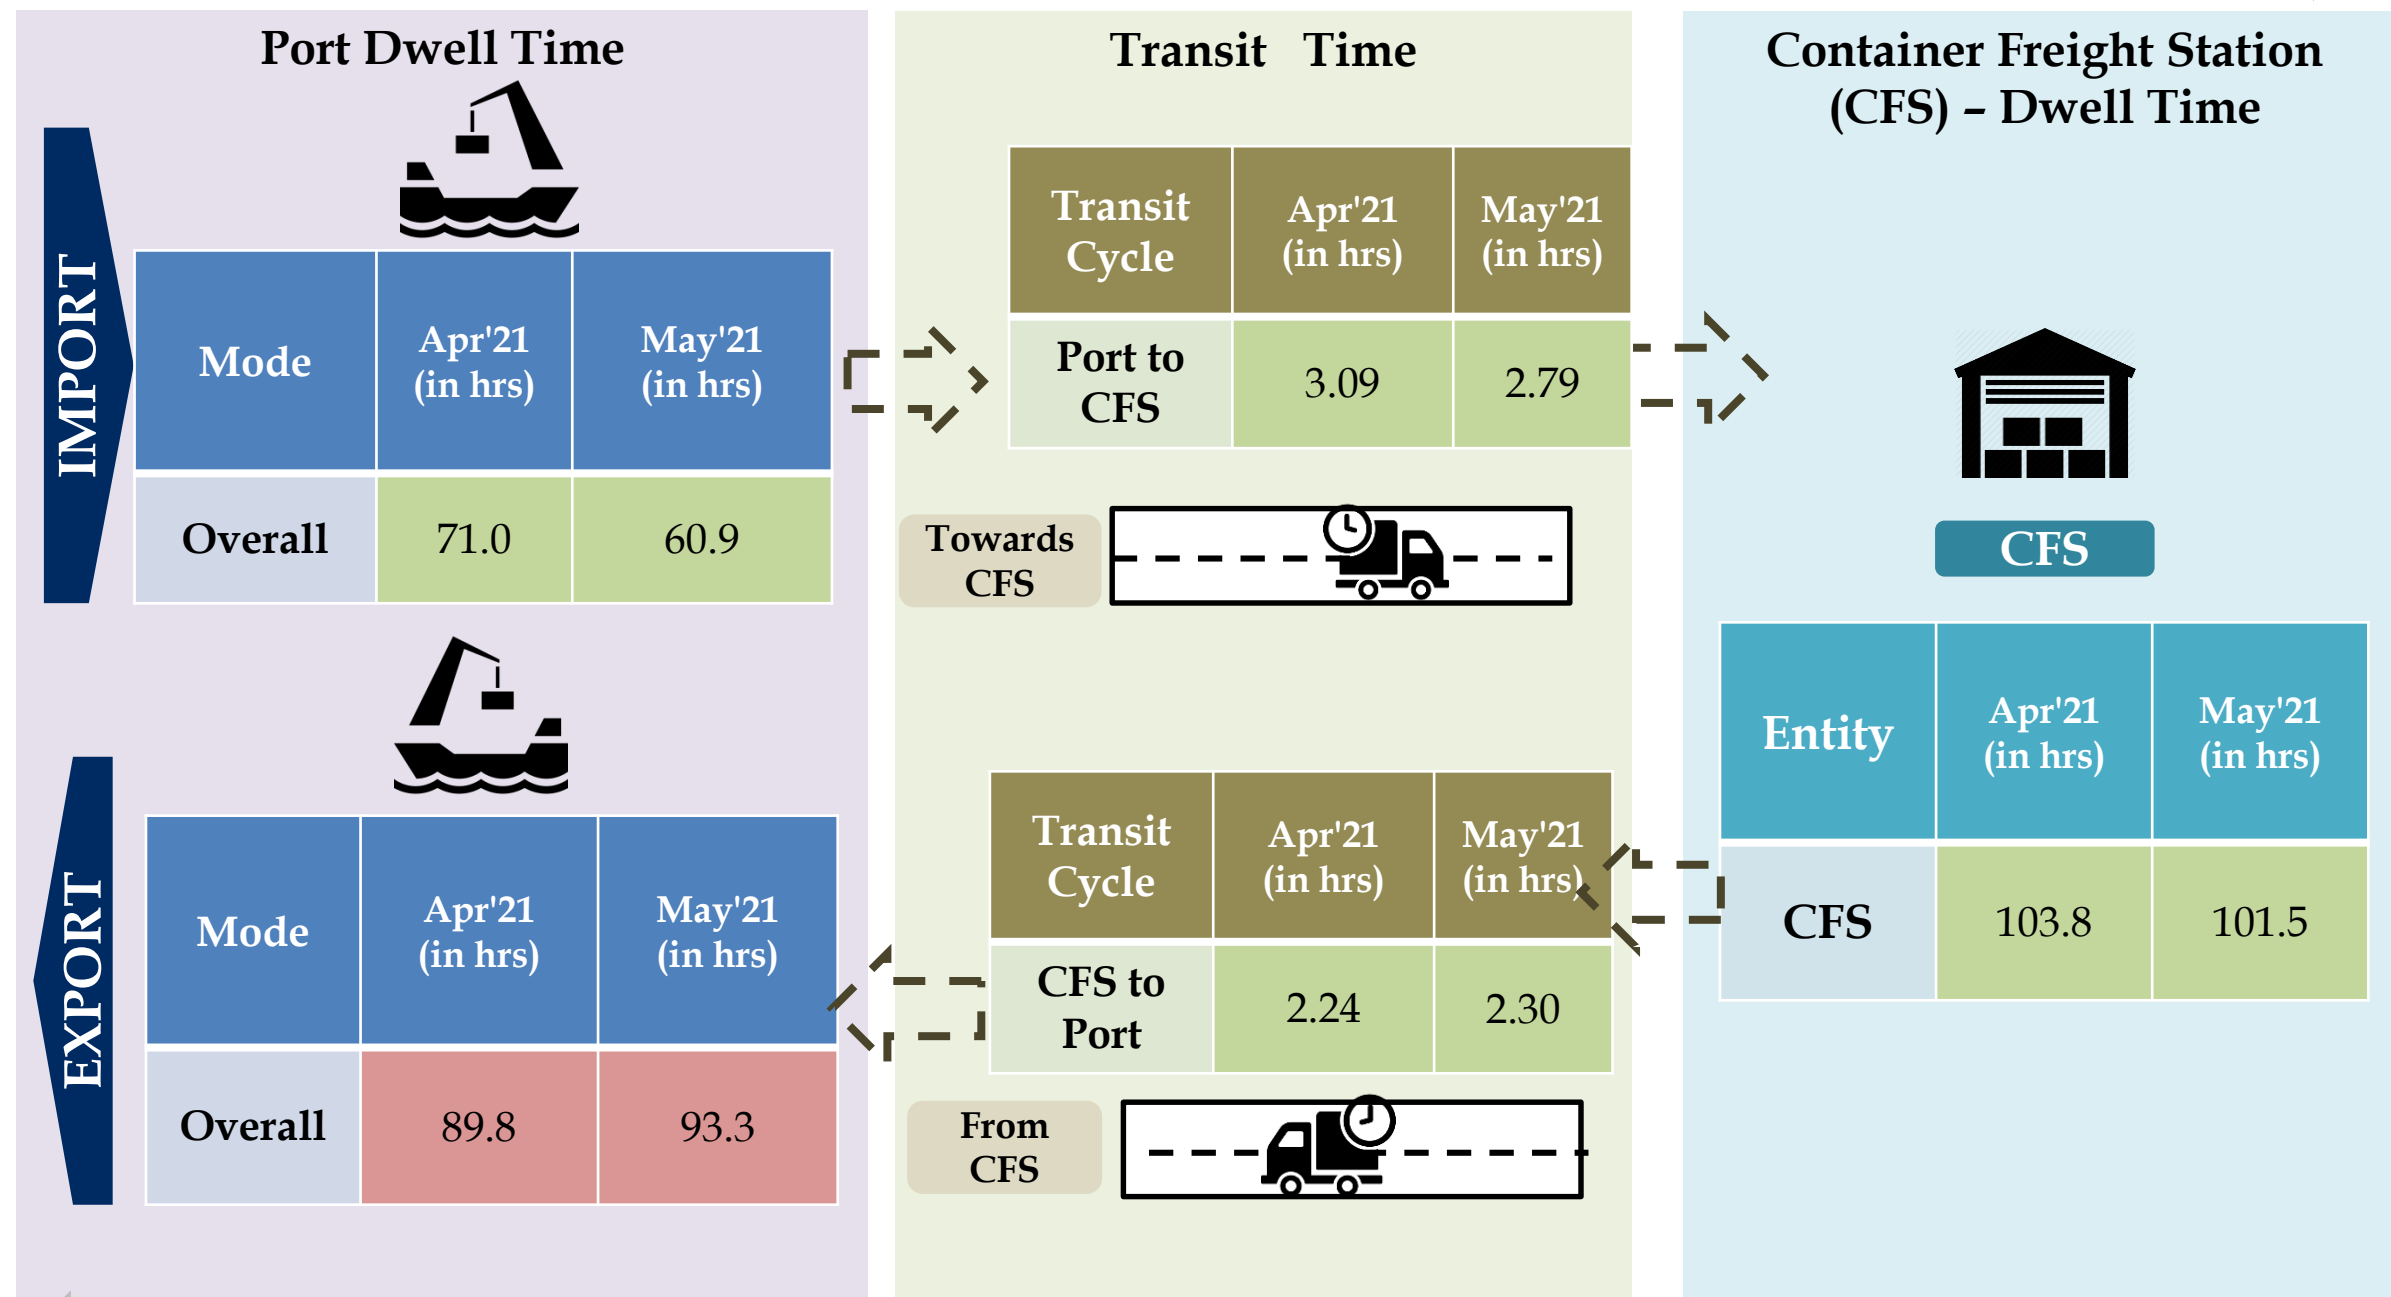 Port Dwell Time
IMPORT
Mode
Apr'21
(in hrs)
May'21
(in hrs)
Overall
71.0
60.9
EXPORT
Mode
Apr'21
(in hrs)
May'21
(in hrs)
Overall
89.8
93.3
Transit Time
Transit
Cycle
Apr'21
(in hrs)
May'21
(in hrs)
Port to
CFS
3.09
2.79
Towards
CFS
Transit
Cycle
Apr'21
(in hrs)
May'21
(in hrs)
CFS to
Port
2.24
2.30
From
CFS
Container Freight Station
(CFS) – Dwell Time
CFS
Entity
Apr'21
(in hrs)
May'21
(in hrs)
CFS
103.8
101.5